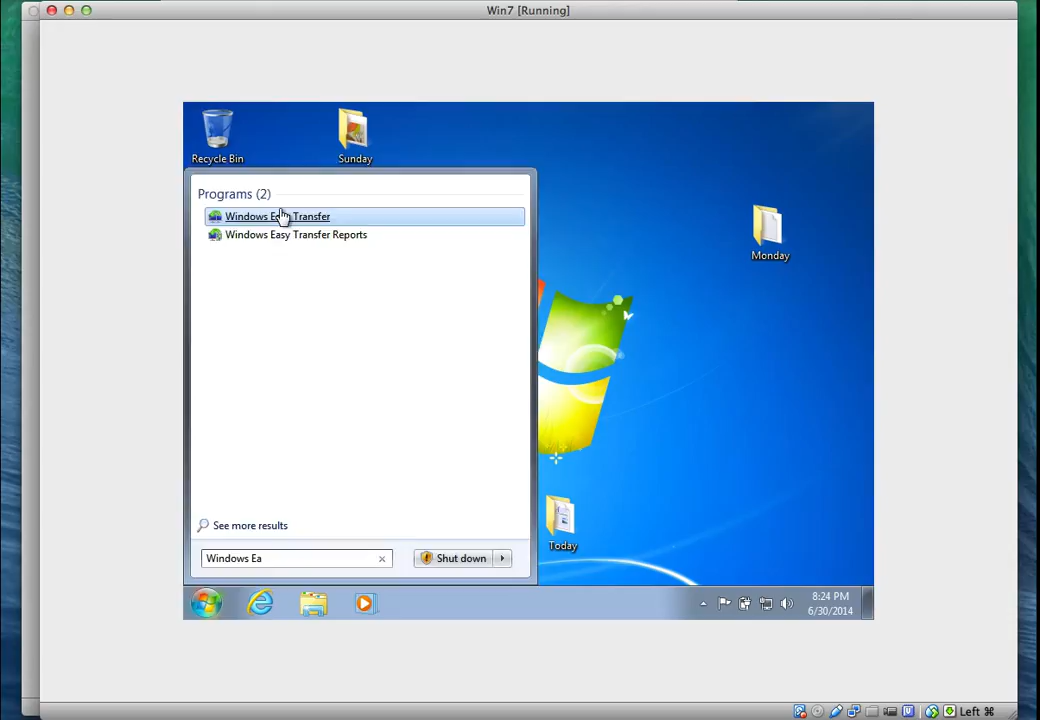 Win7 [Running]
Recycle Bin
Sunday
Programs (2)
Windows Easy Transfer
Windows Easy Transfer Reports
Monday
See more results
Today
Windows Ea
Shut down
8:24 PM
6/30/2014
Left ⌘